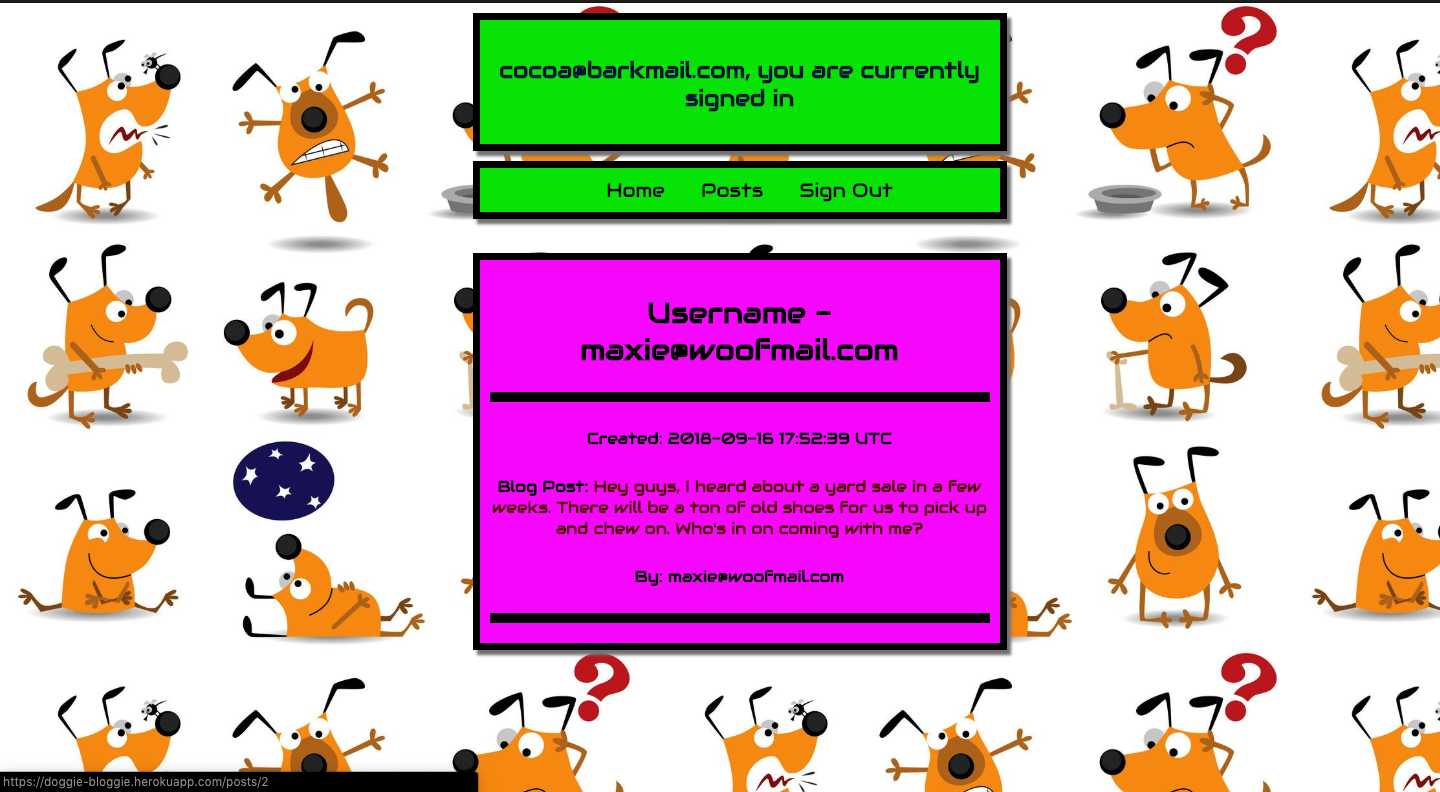 cocoa@barkmail.com, you are currently
signed in
Home Posts Sign Out
Username -
maxie@woofmail.com
Created: 2018-09-16 17:52:39 UTC
Blog Post: Hey guys, I heard about a yard sale in a few
weeks. There will be a ton of old shoes for us to pick up
and chew on. Who's in on coming with me?
By: maxie@woofmail.com
?
?
?
https://doggie-bloggie.herokuapp.com/posts/2